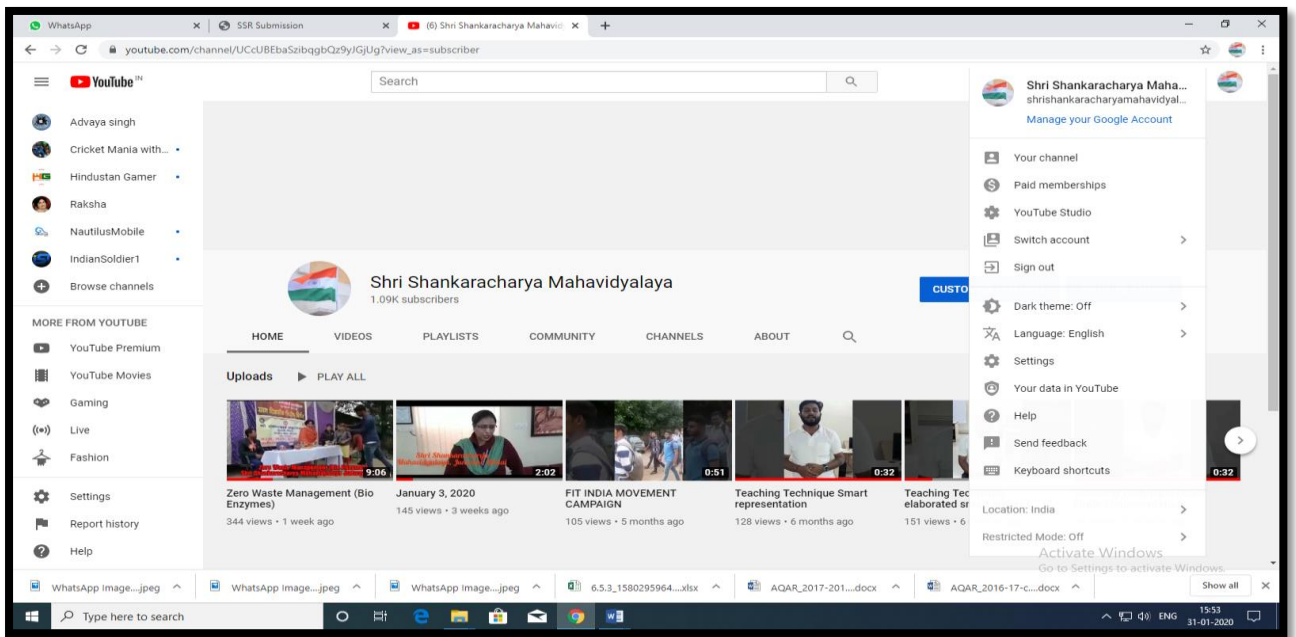 WhatsApp
SSR Submission
(6) Shri Shankaracharya Mahavid
youtube.com/channel/UCcUBEbaSzibqgbQz9yJGjUg?view_as=subscriber
YouTube IN
Search
Advaya singh
Cricket Mania with...
Hindustan Gamer
Raksha
NautilusMobile
IndianSoldier1
Browse channels
MORE FROM YOUTUBE
YouTube Premium
YouTube Movies
Gaming
Live
Fashion
Settings
Report history
Help
Shri Shankaracharya Mahavidyalaya
1.09K subscribers
CUSTO
HOME VIDEOS PLAYLISTS COMMUNITY CHANNELS ABOUT
Uploads PLAY ALL
9:06
2:02
0:51
0:32
0:32
Zero Waste Management (Bio
Enzymes)
344 views • 1 week ago
January 3, 2020
145 views • 3 weeks ago
FIT INDIA MOVEMENT
CAMPAIGN
105 views • 5 months ago
Teaching Technique Smart
representation
128 views • 6 months ago
Teaching Tec
elaborated sr
151 views • 6
Shri Shankaracharya Maha...
shrishankaracharyamahavidyal...
Manage your Google Account
Your channel
Paid memberships
YouTube Studio
Switch account
Sign out
Dark theme: Off
Language: English
Settings
Your data in YouTube
Help
Send feedback
Keyboard shortcuts
Location: India
Restricted Mode: Off
Activate Windows
Go to Settings to activate Windows.
WhatsApp Image....jpeg
WhatsApp Image....jpeg
WhatsApp Image....jpeg
6.5.3_1580295964....xlsx
AQAR_2017-201....docx
AQAR_2016-17-c....docx
Show all
Type here to search
ENG
15:53
31-01-2020